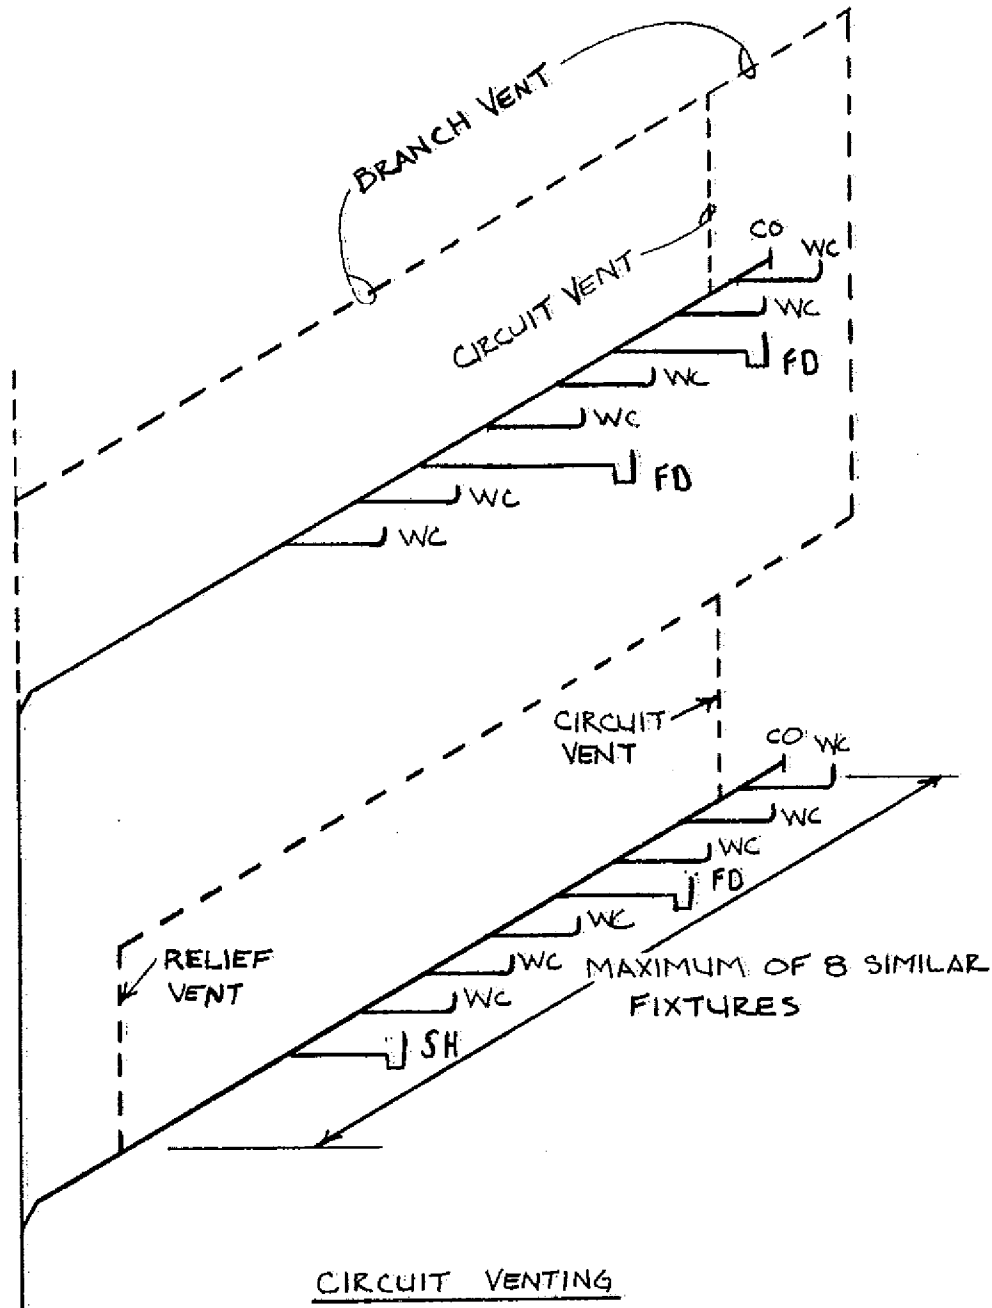 BRANCH VENT
CO
WC
CIRCUIT VENT
WC
FD
WC
WC
FD
WC
WC
CIRCUIT
VENT
CO
WC
WC
WC
FD
WC
RELIEF
VENT
WC
MAXIMUM OF 8 SIMILAR
FIXTURES
WC
SH
CIRCUIT VENTING